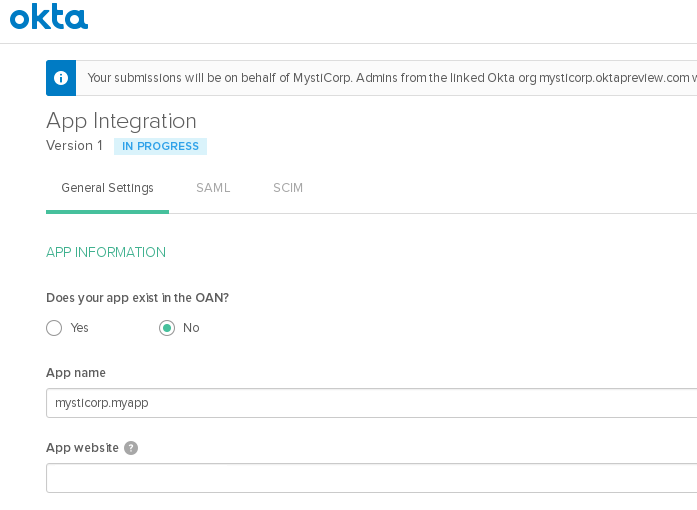 okta
Your submissions will be on behalf of MystiCorp. Admins from the linked Okta org mysticorp.oktapreview.com w
App Integration
Version 1 IN PROGRESS
General Settings SAML SCIM
APP INFORMATION
Does your app exist in the OAN?
Yes No
App name
mysticorp.myapp
App website ?